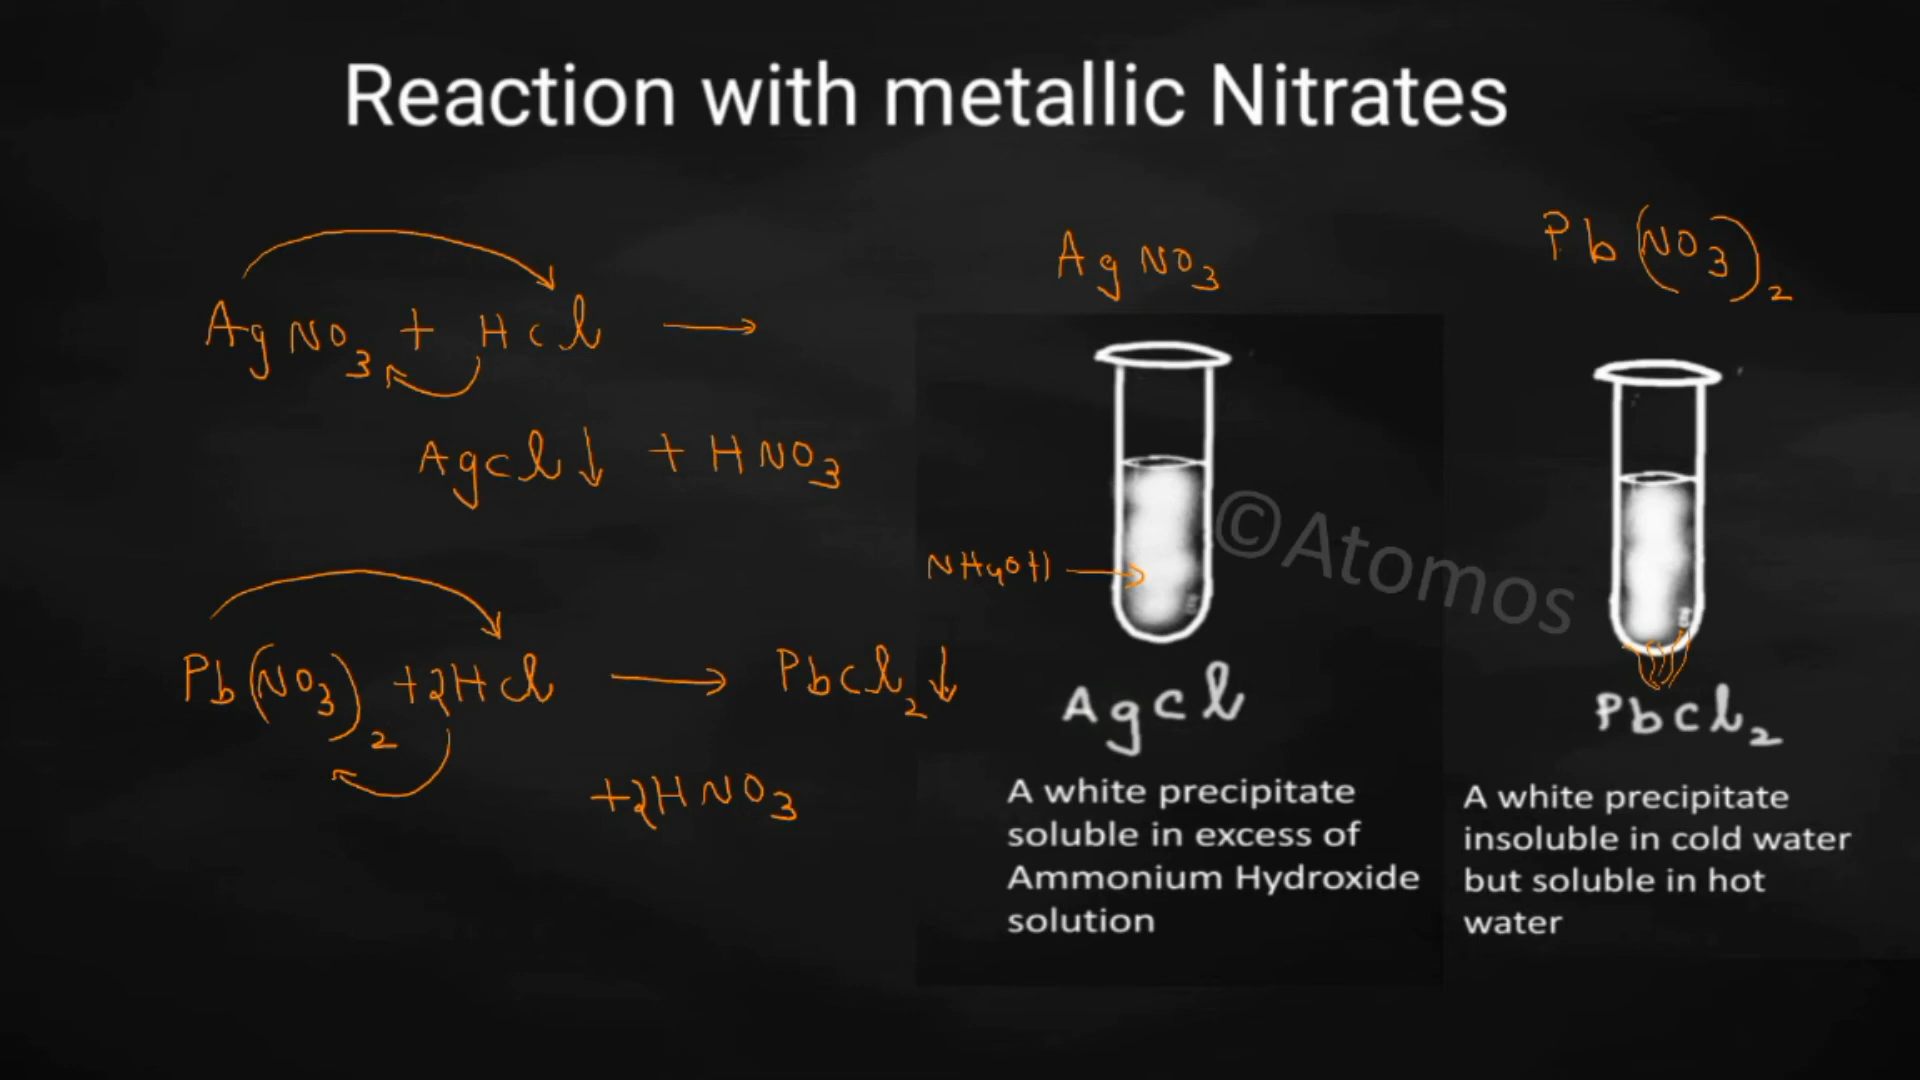 Reaction with metallic Nitrates
AgNO3 + HCl →
AgCl↓ + HNO3
Pb(NO3)2 + 2HCl → PbCl2↓
+2HNO3
AgNO3
NH4OH →
AgCl
A white precipitate
soluble in excess of
Ammonium Hydroxide
solution
Pb(NO3)2
PbCl2
A white precipitate
insoluble in cold water
but soluble in hot
water
©Atomos